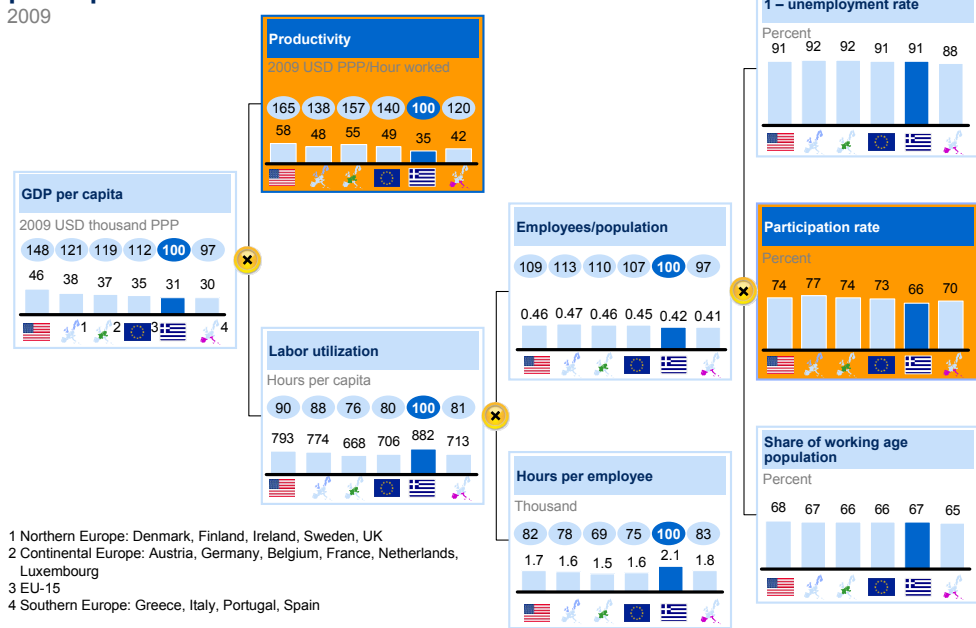 2009
Productivity
2009 USD PPP/Hour worked
165 138 157 140 100 120
58 48 55 49 35 42
GDP per capita
2009 USD thousand PPP
148 121 119 112 100 97
46 38 37 35 31 30
1 2 3 4
Labor utilization
Hours per capita
90 88 76 80 100 81
793 774 668 706 882 713
Employees/population
109 113 110 107 100 97
0.46 0.47 0.46 0.45 0.42 0.41
Hours per employee
Thousand
82 78 69 75 100 83
1.7 1.6 1.5 1.6 2.1 1.8
1 – unemployment rate
Percent
91 92 92 91 91 88
Participation rate
Percent
74 77 74 73 66 70
Share of working age
population
Percent
68 67 66 66 67 65
1 Northern Europe: Denmark, Finland, Ireland, Sweden, UK
2 Continental Europe: Austria, Germany, Belgium, France, Netherlands,
Luxembourg
3 EU-15
4 Southern Europe: Greece, Italy, Portugal, Spain